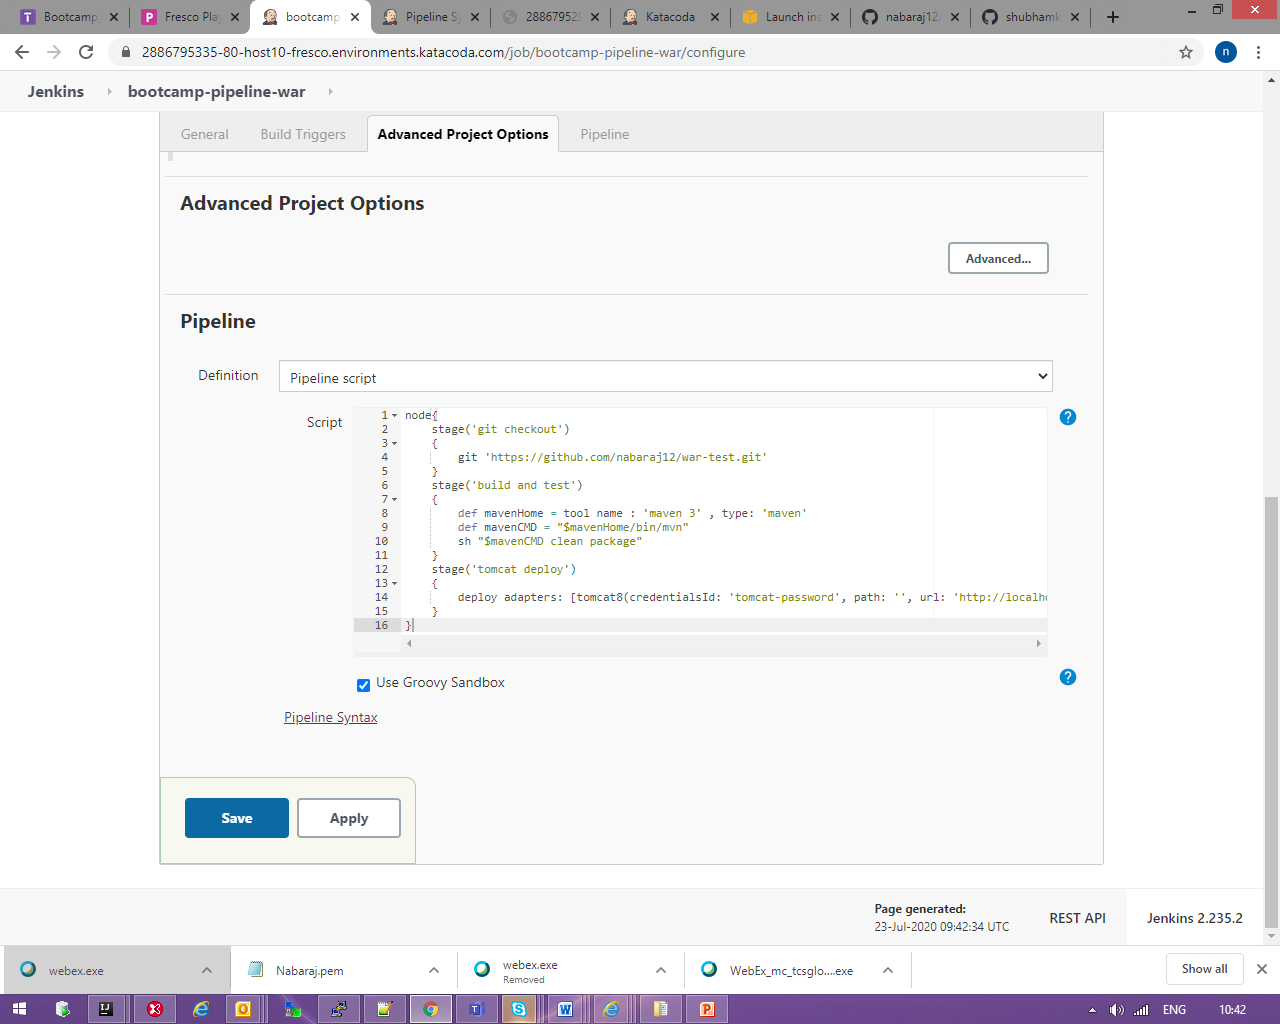 Bootcamp
Fresco Pla
bootcamp
Pipeline S
288679529
Katacoda
Launch ins
nabaraj12/
shubhamk
2886795335-80-host10-fresco.environments.katacoda.com/job/bootcamp-pipeline-war/configure
n
Jenkins
bootcamp-pipeline-war
General
Build Triggers
Advanced Project Options
Pipeline
Advanced Project Options
Advanced...
Pipeline
Definition
Pipeline script
Script
1 node{
2 stage('git checkout')
3 {
4 git 'https://github.com/nabaraj12/war-test.git'
5 }
6 stage('build and test')
7 {
8 def mavenHome = tool name : 'maven 3' , type: 'maven'
9 def mavenCMD = "$mavenHome/bin/mvn"
10 sh "$mavenCMD clean package"
11 }
12 stage('tomcat deploy')
13 {
14 deploy adapters: [tomcat8(credentialsId: 'tomcat-password', path: '', url: 'http://localh
15 }
16 }
Use Groovy Sandbox
Pipeline Syntax
Save
Apply
Page generated:
23-Jul-2020 09:42:34 UTC
REST API
Jenkins 2.235.2
webex.exe
Nabaraj.pem
webex.exe
Removed
WebEx_mc_tcsglo....exe
Show all
ENG
10:42